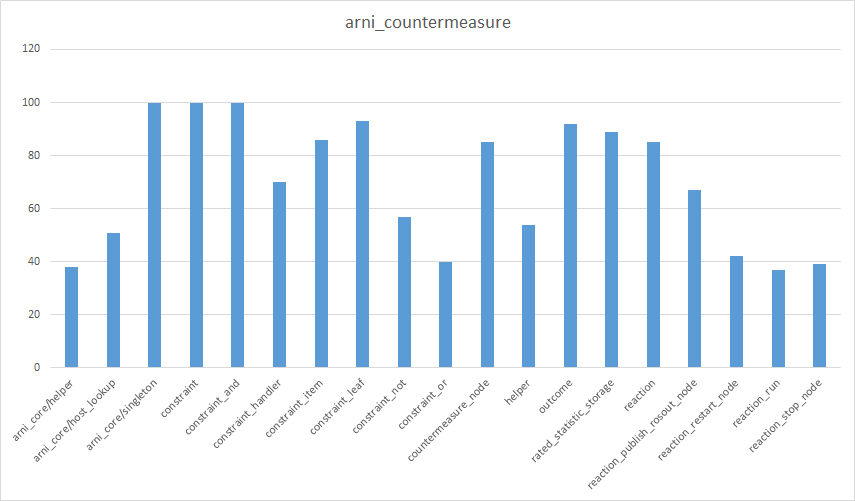 arni_countermeasure
120
100
80
60
40
20
0
arni_core/helper
arni_core/host_lookup
arni_core/singleton
constraint
constraint_and
constraint_handler
constraint_item
constraint_leaf
constraint_not
constraint_or
countermeasure_node
helper
outcome
rated_statistic_storage
reaction
reaction_publish_rosout_node
reaction_restart_node
reaction_run
reaction_stop_node